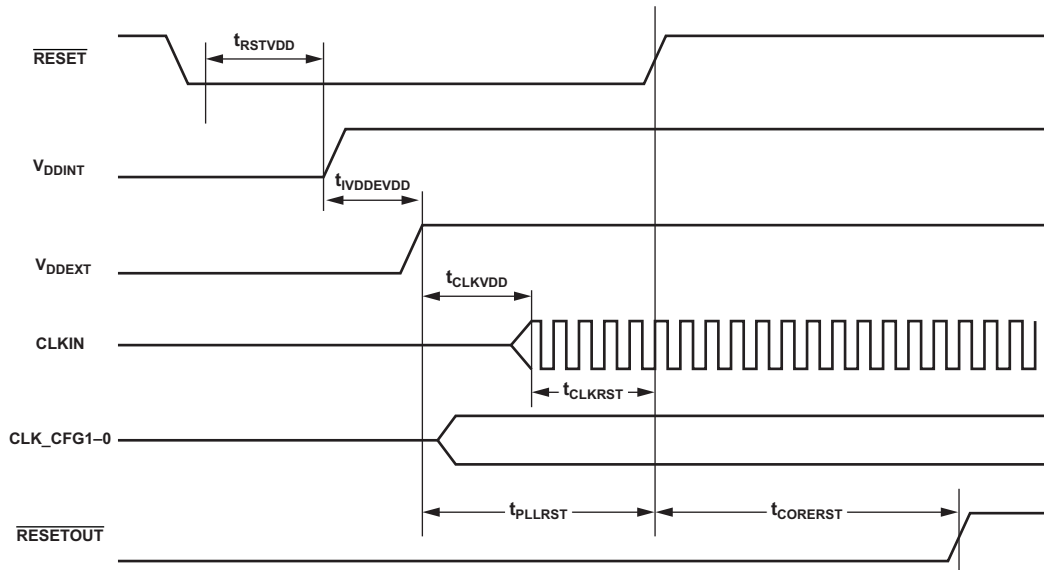 RESET
tRSTVDD
VDDINT
tIVDDEVDD
VDDEXT
tCLKVDD
CLKIN
tCLKRST
CLK_CFG1–0
tPLLRST
tCORERST
RESETOUT